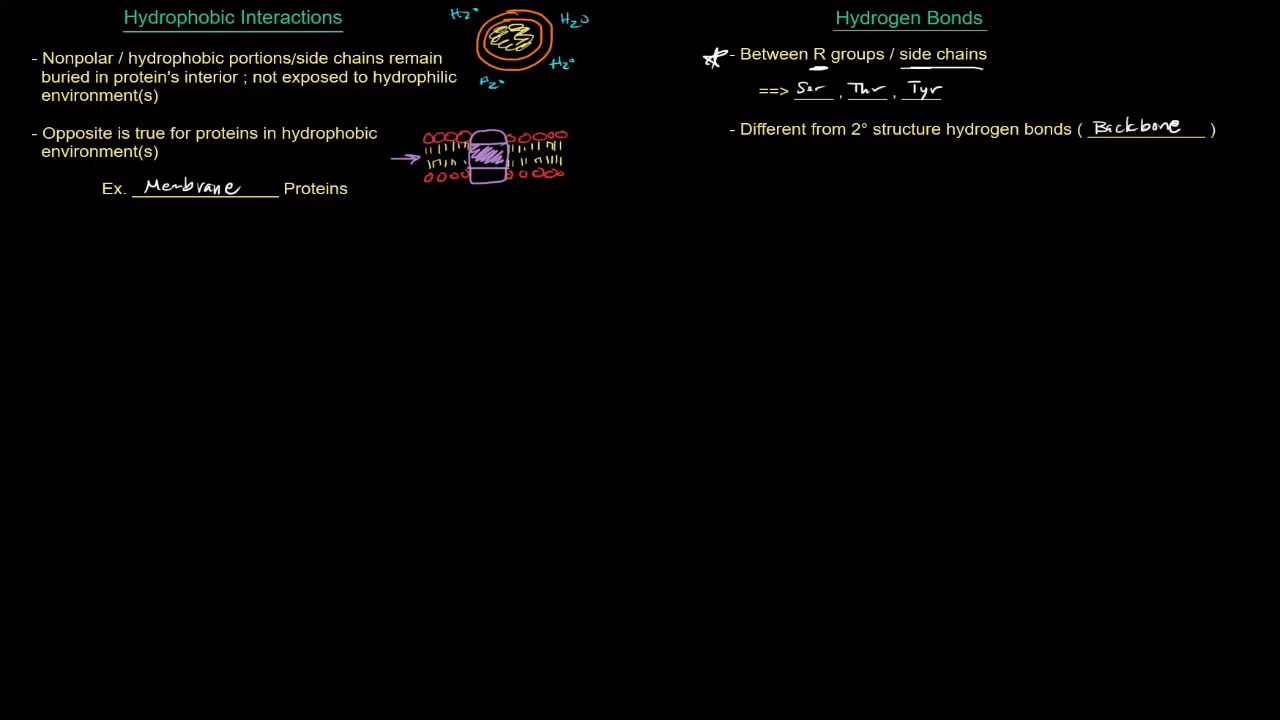 Hydrophobic Interactions
- Nonpolar / hydrophobic portions/side chains remain
buried in protein's interior ; not exposed to hydrophilic
environment(s)
H2O
H2O
H2O
H2O
- Opposite is true for proteins in hydrophobic
environment(s)
Ex. Membrane Proteins
Hydrogen Bonds
- Between R groups / side chains
==> Ser , Thr , Tyr
- Different from 2° structure hydrogen bonds ( Backbone )